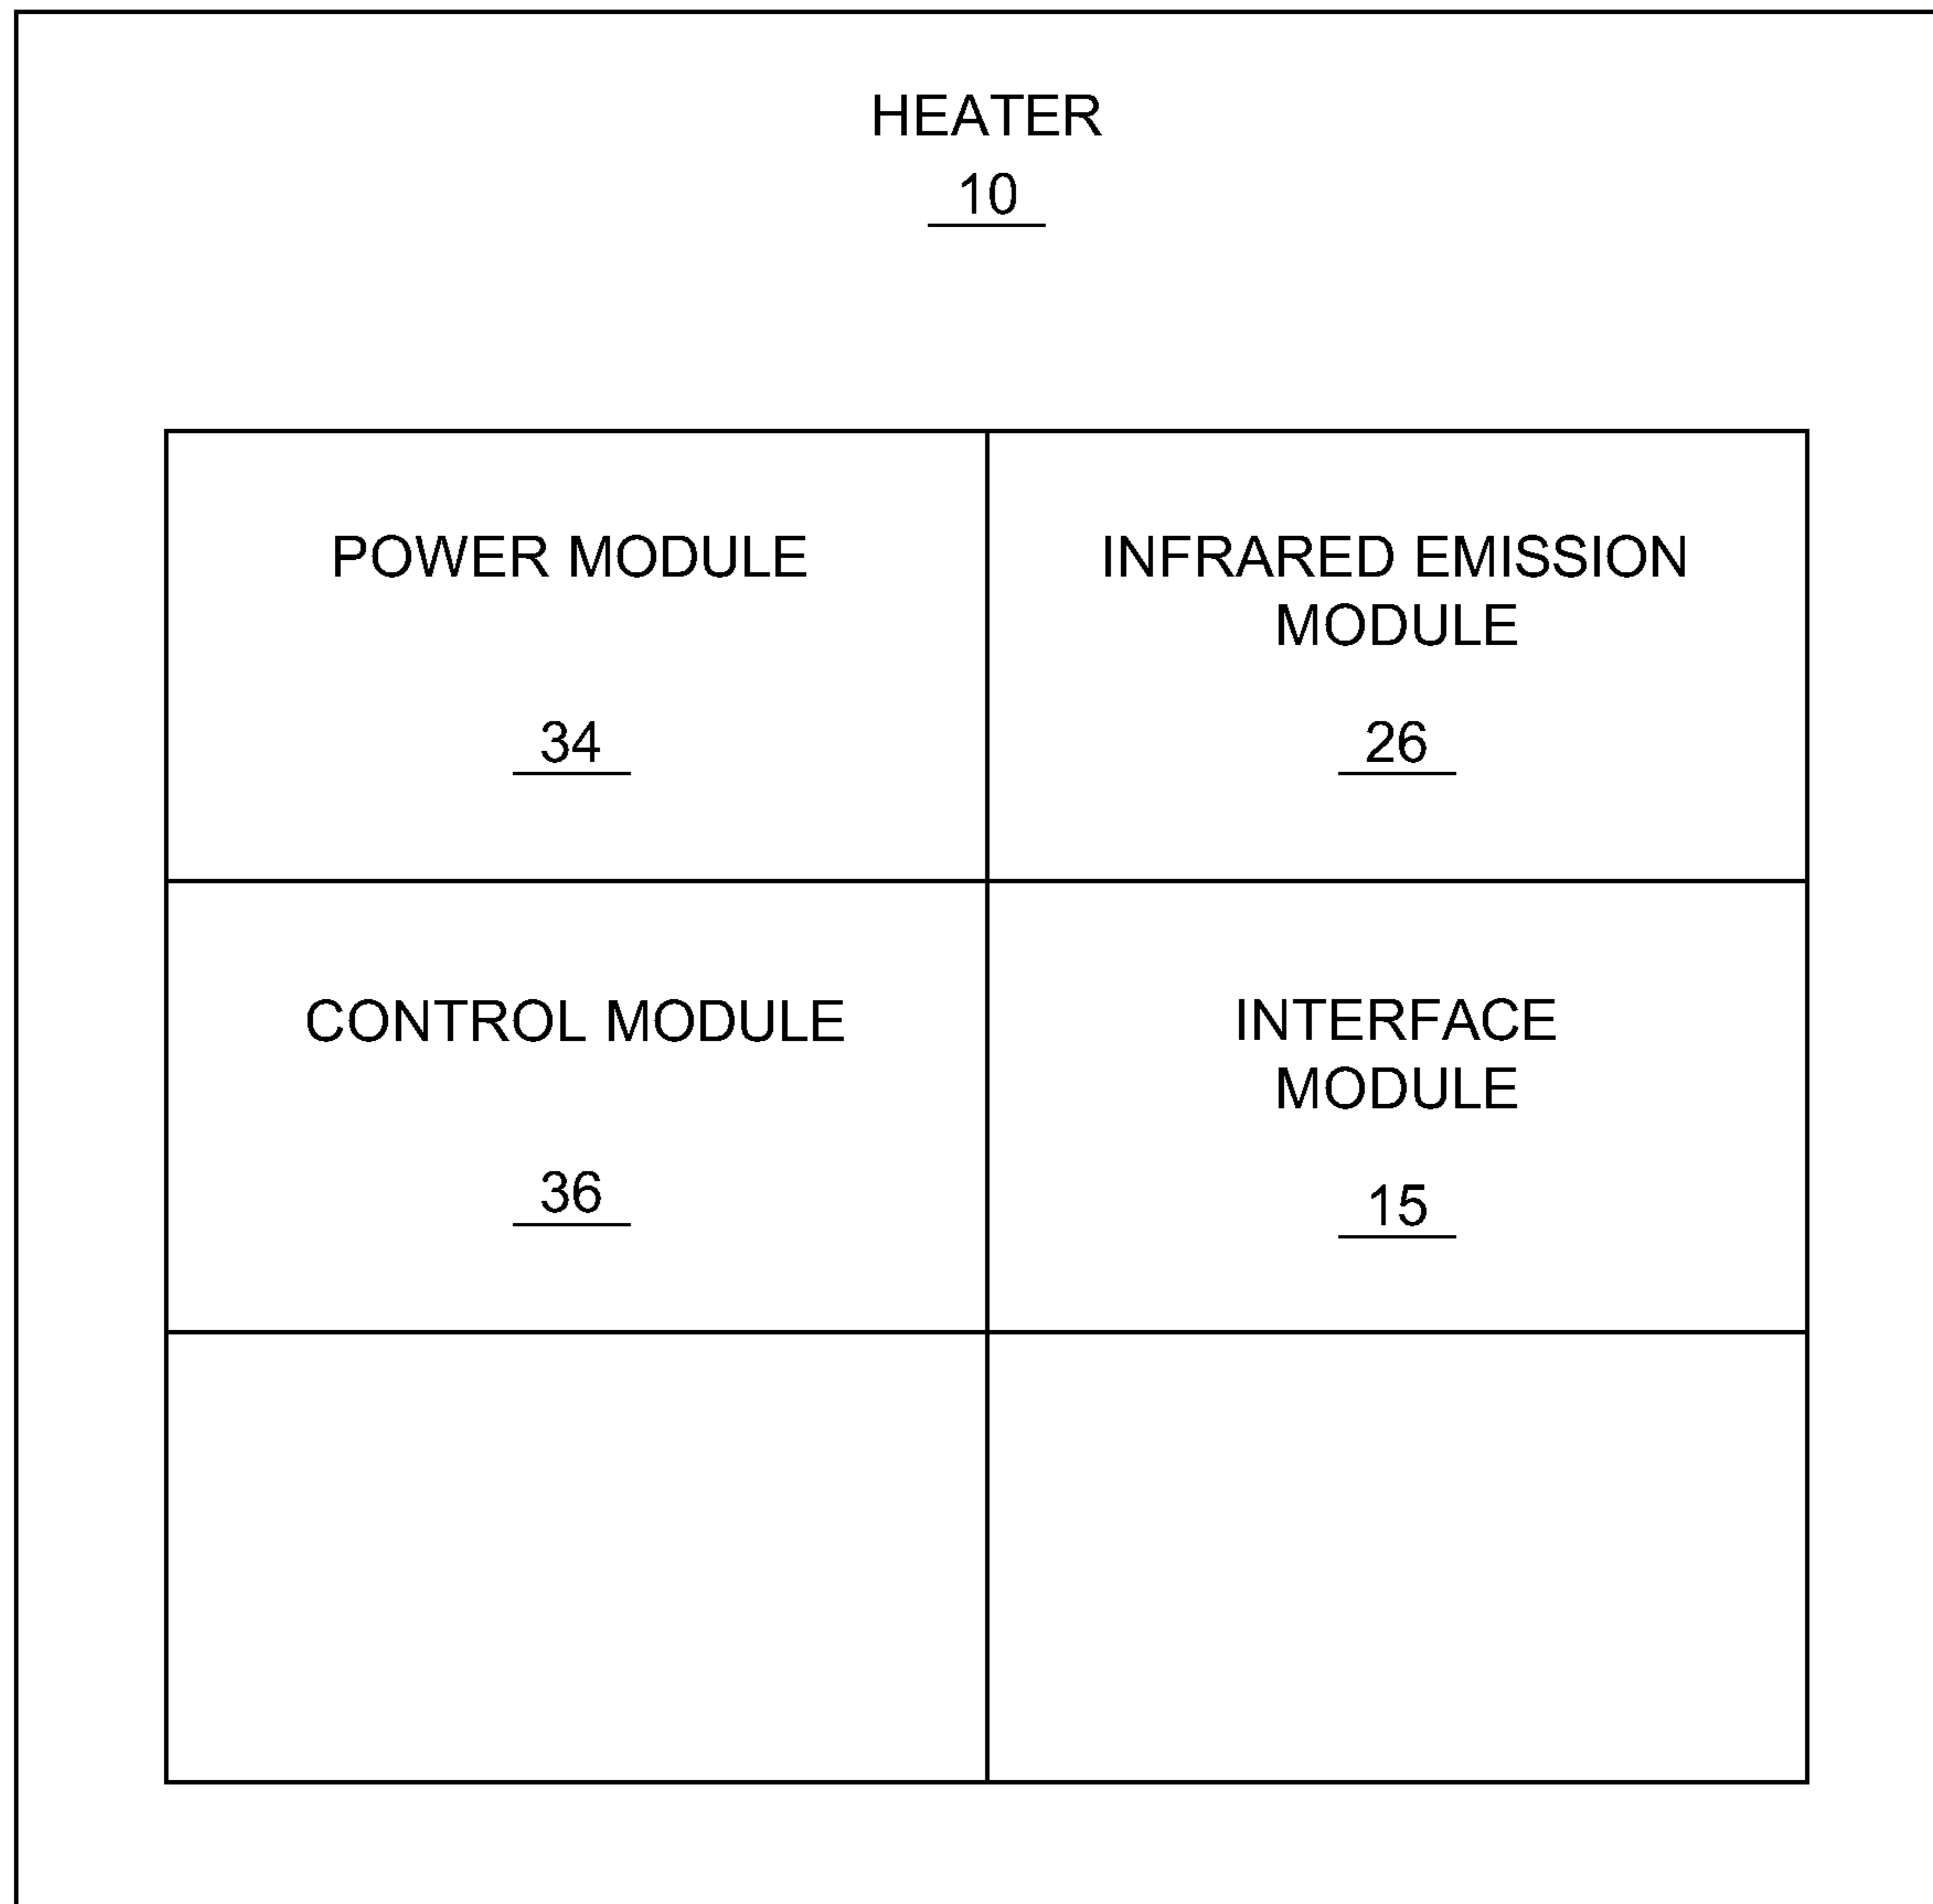 HEATER
10
POWER MODULE
34
INFRARED EMISSION
MODULE
26
CONTROL MODULE
36
INTERFACE
MODULE
15